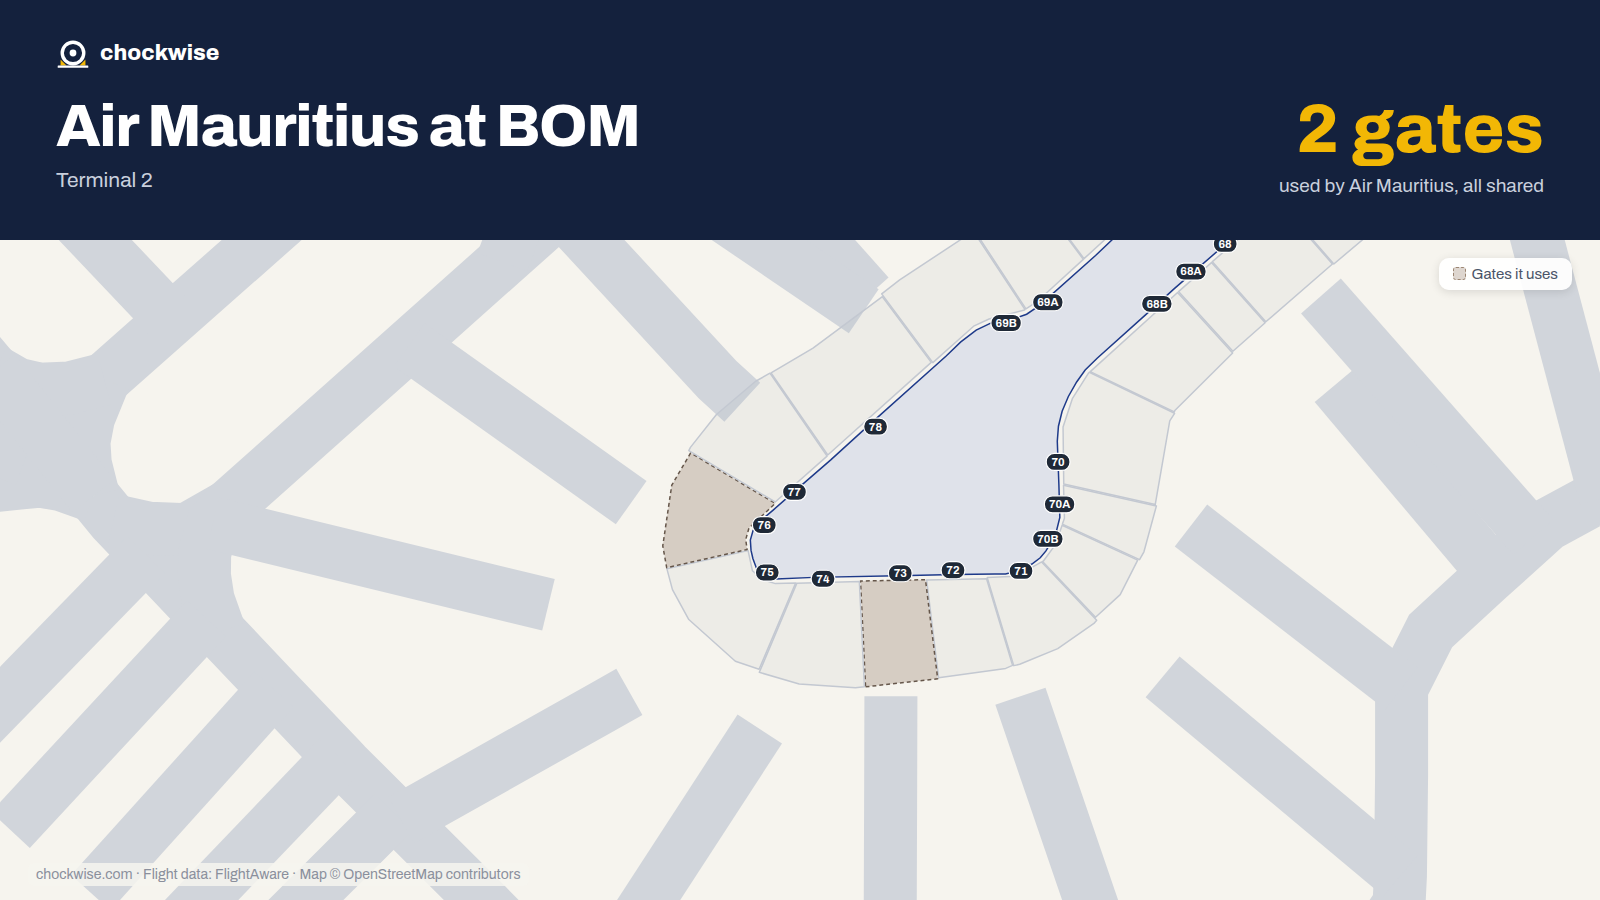 chockwise
Air Mauritius at BOM
Terminal 2
2 gates
used by Air Mauritius, all shared
Gates it uses
68
68A
68B
69A
69B
78
70
77
70A
76
70B
75
74
73
72
71
chockwise.com · Flight data: FlightAware · Map © OpenStreetMap contributors